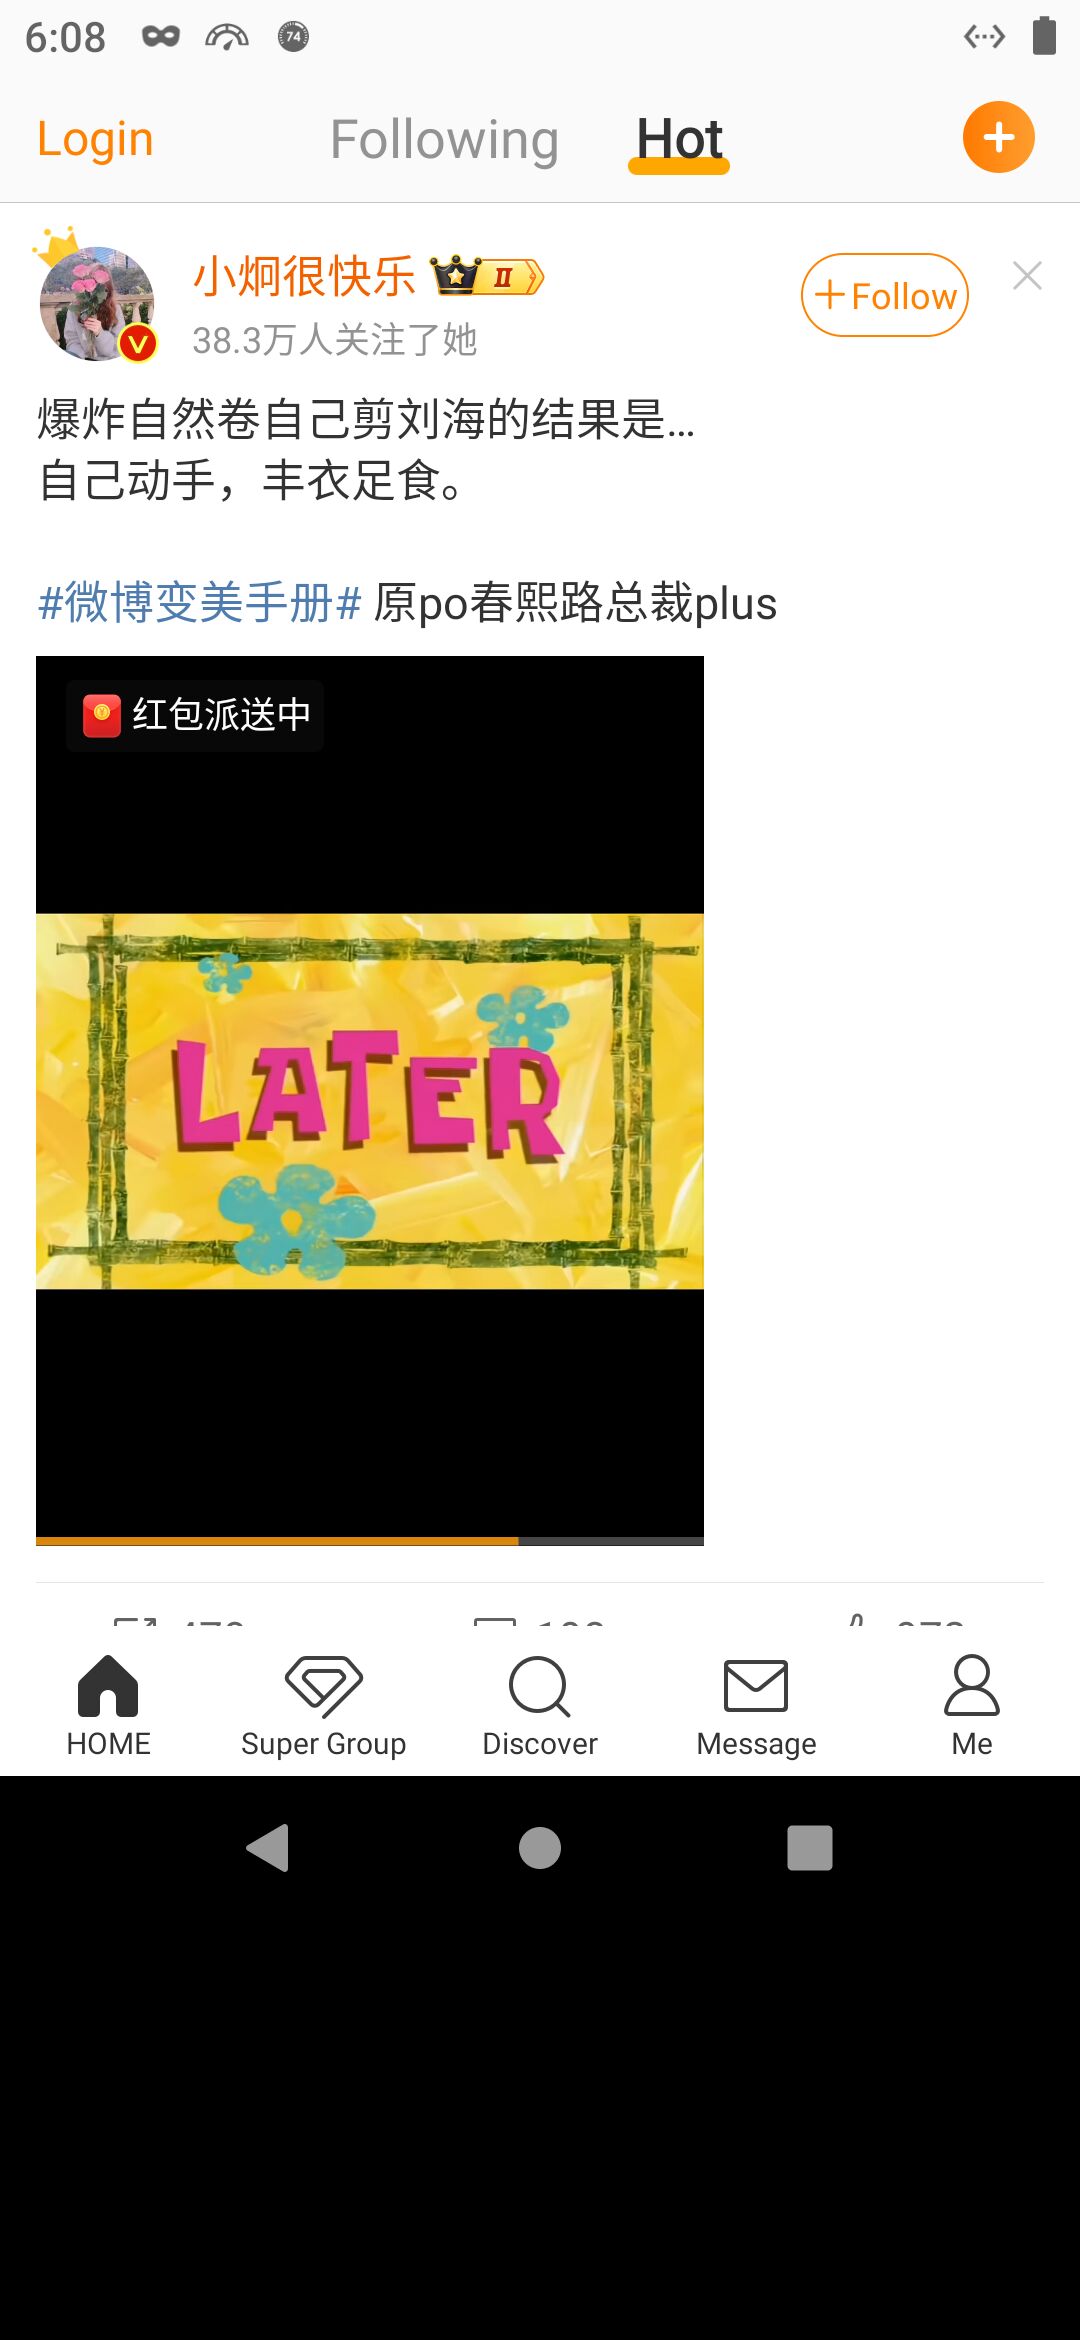 6:08
74
Login
Following
Hot
小炯很快乐
II
38.3万人关注了她
+Follow
爆炸自然卷自己剪刘海的结果是...
自己动手，丰衣足食。
#微博变美手册# 原po春熙路总裁plus
红包派送中
LATER
HOME
Super Group
Discover
Message
Me